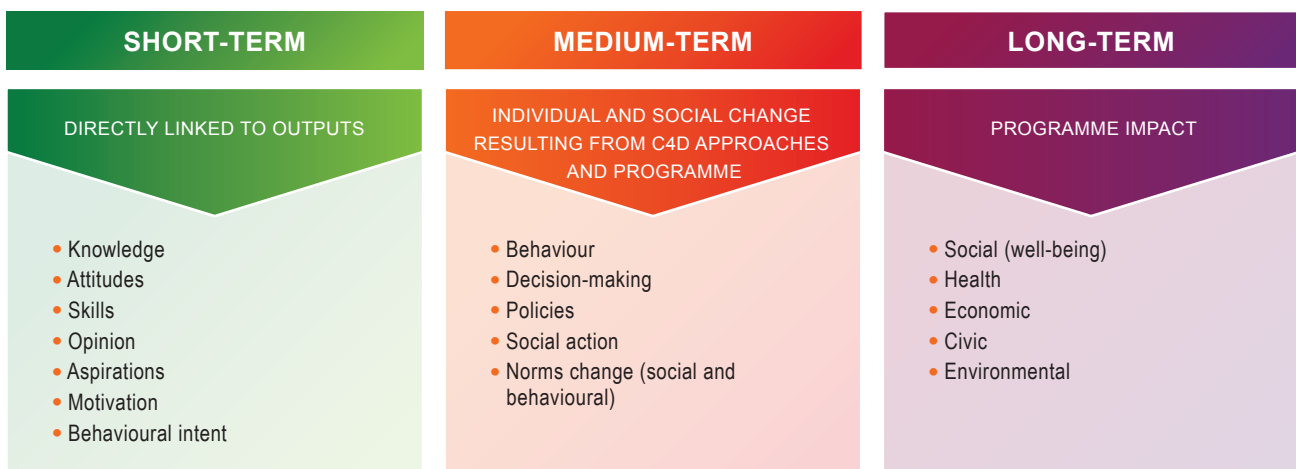 SHORT-TERM
DIRECTLY LINKED TO OUTPUTS
• Knowledge
• Attitudes
• Skills
• Opinion
• Aspirations
• Motivation
• Behavioural intent
MEDIUM-TERM
INDIVIDUAL AND SOCIAL CHANGE
RESULTING FROM C4D APPROACHES
AND PROGRAMME
• Behaviour
• Decision-making
• Policies
• Social action
• Norms change (social and
behavioural)
LONG-TERM
PROGRAMME IMPACT
• Social (well-being)
• Health
• Economic
• Civic
• Environmental